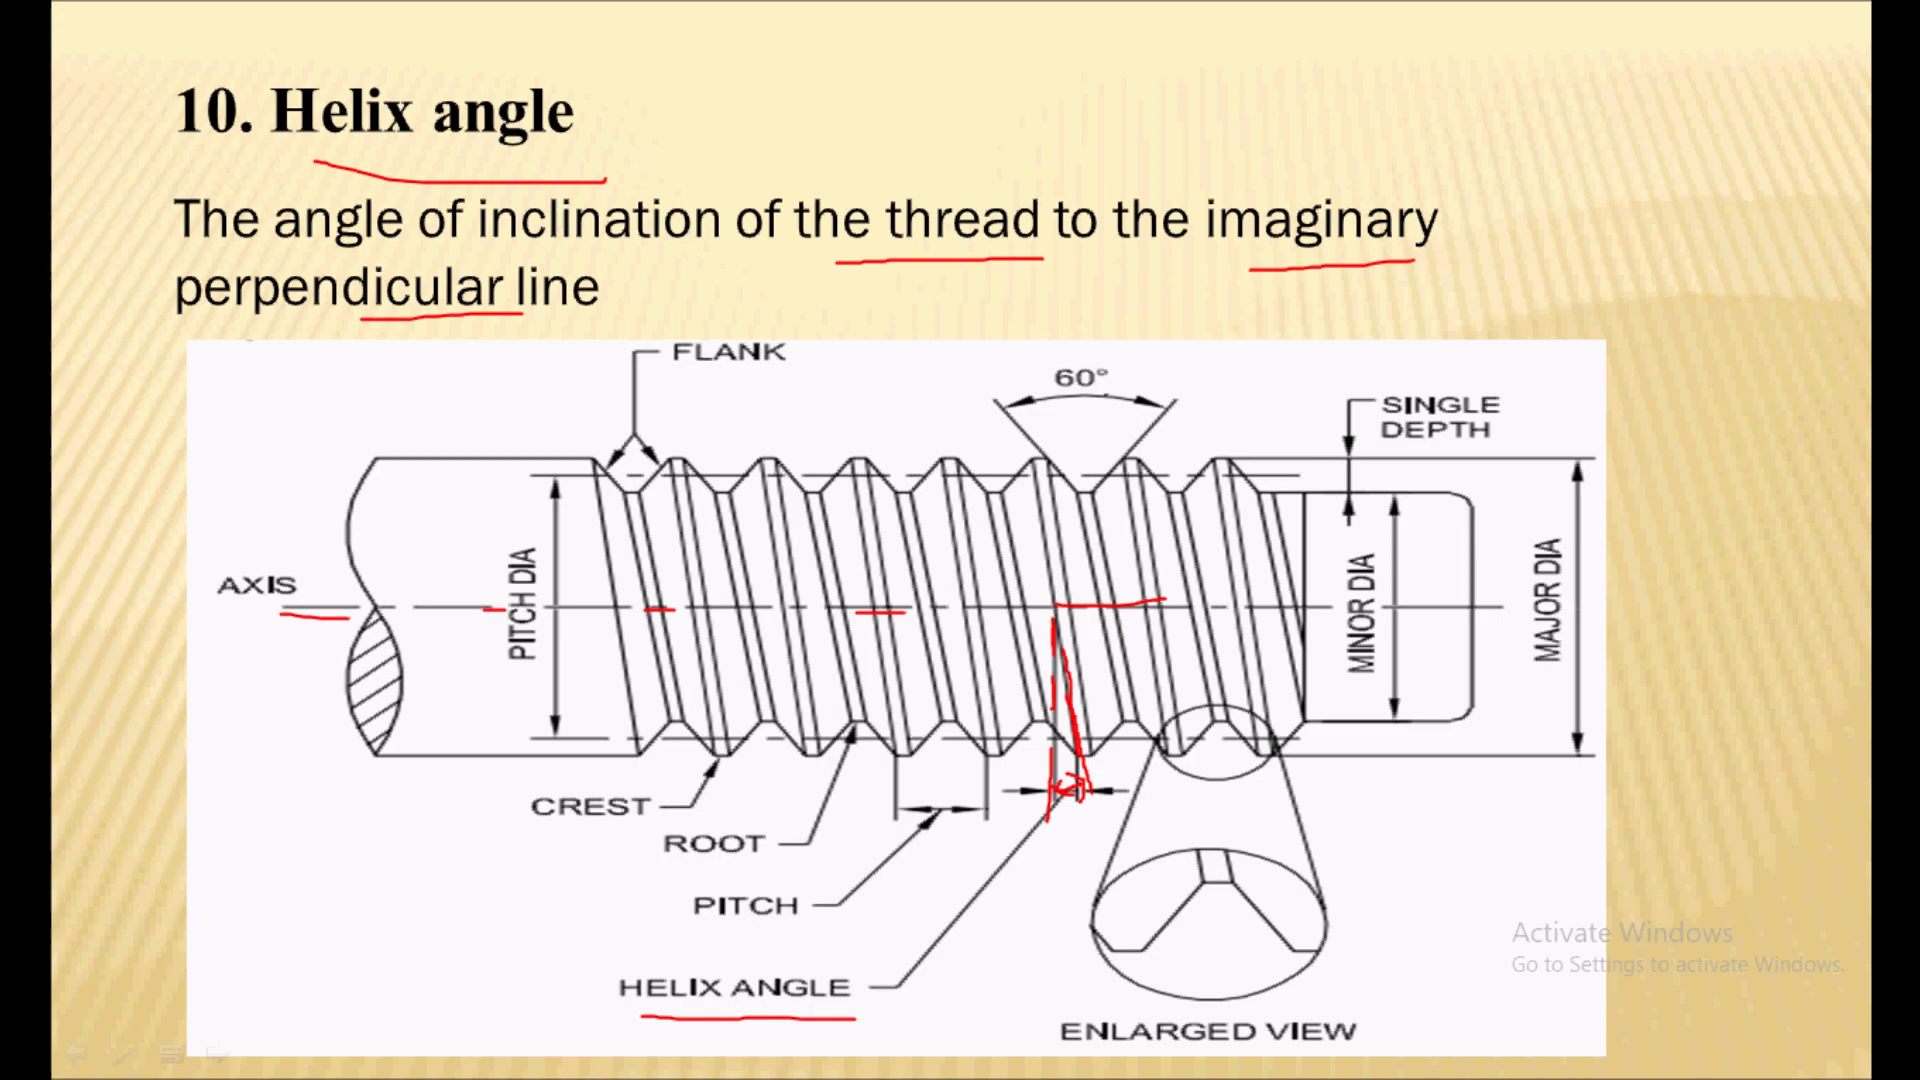 10. Helix angle
The angle of inclination of the thread to the imaginary
perpendicular line
FLANK
60°
SINGLE
DEPTH
AXIS
PITCH DIA
MINOR DIA
MAJOR DIA
CREST
ROOT
PITCH
HELIX ANGLE
ENLARGED VIEW
Activate Windows
Go to Settings to activate Windows.